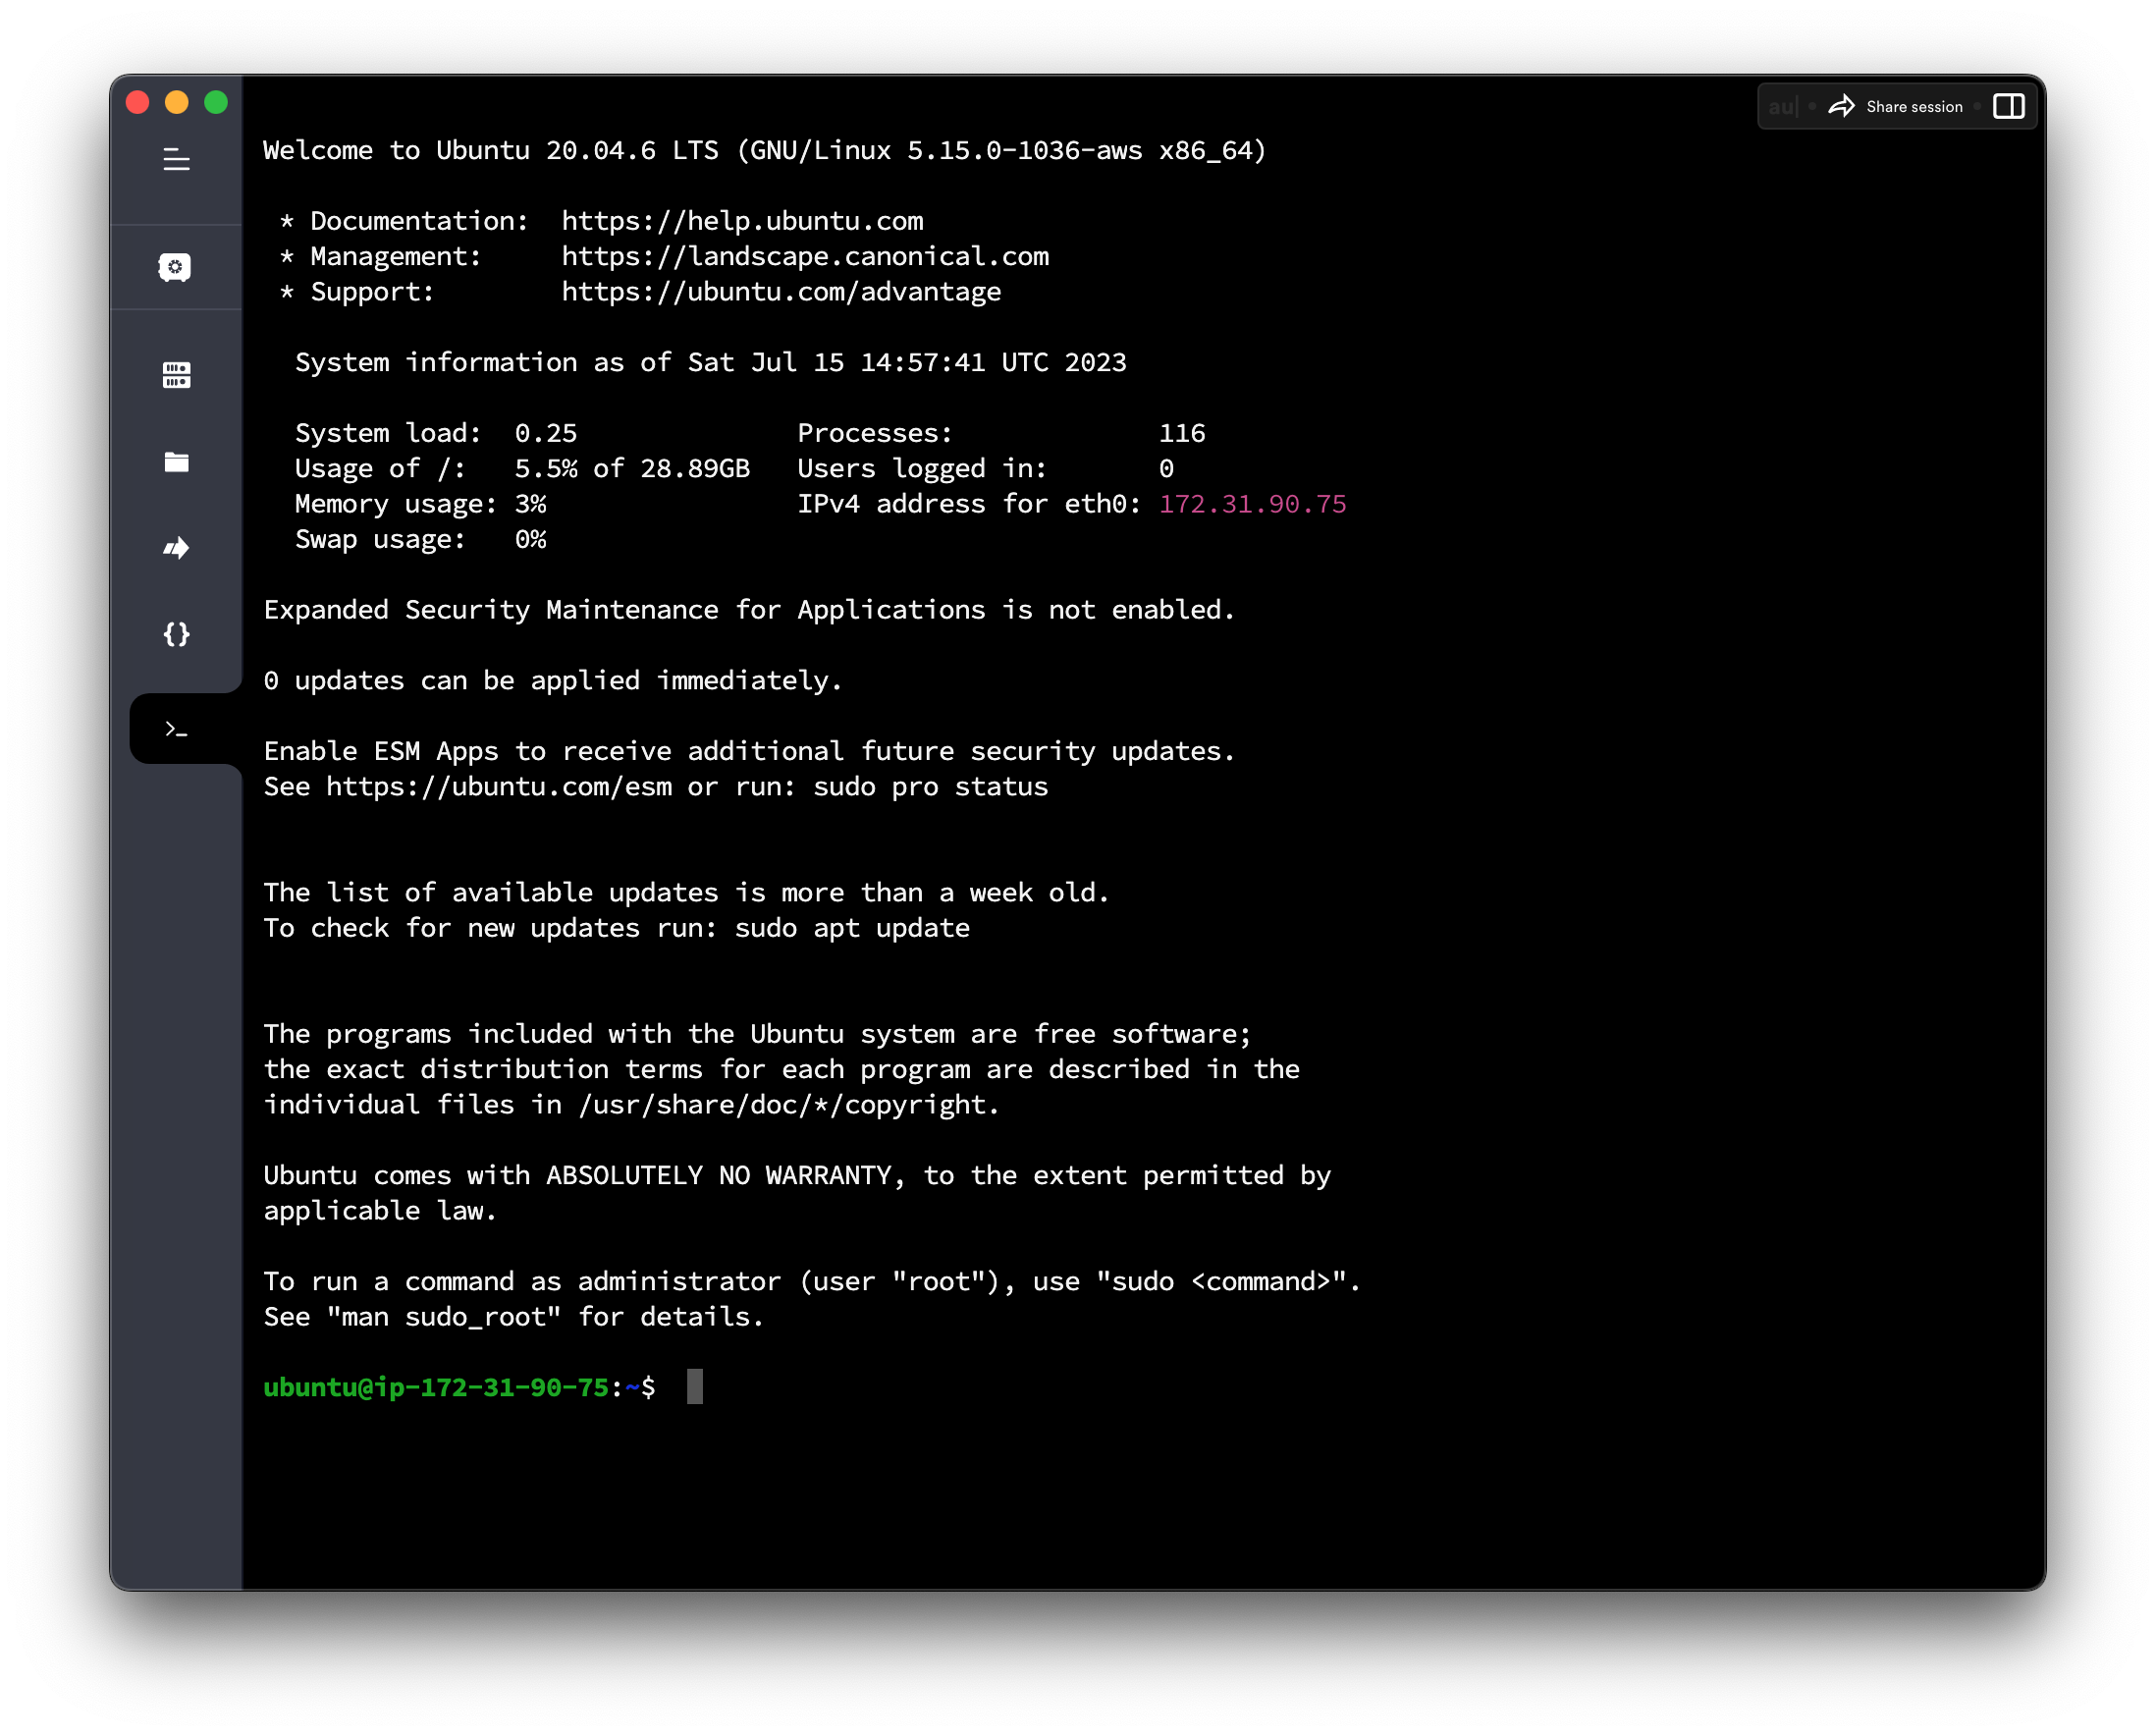 au| • Share session •
Welcome to Ubuntu 20.04.6 LTS (GNU/Linux 5.15.0-1036-aws x86_64)
* Documentation:  https://help.ubuntu.com
* Management:     https://landscape.canonical.com
* Support:        https://ubuntu.com/advantage
System information as of Sat Jul 15 14:57:41 UTC 2023
System load:  0.25              Processes:             116
Usage of /:   5.5% of 28.89GB   Users logged in:       0
Memory usage: 3%                IPv4 address for eth0: 172.31.90.75
Swap usage:   0%
Expanded Security Maintenance for Applications is not enabled.
0 updates can be applied immediately.
Enable ESM Apps to receive additional future security updates.
See https://ubuntu.com/esm or run: sudo pro status
The list of available updates is more than a week old.
To check for new updates run: sudo apt update
The programs included with the Ubuntu system are free software;
the exact distribution terms for each program are described in the
individual files in /usr/share/doc/*/copyright.
Ubuntu comes with ABSOLUTELY NO WARRANTY, to the extent permitted by
applicable law.
To run a command as administrator (user "root"), use "sudo <command>".
See "man sudo_root" for details.
ubuntu@ip-172-31-90-75:~$